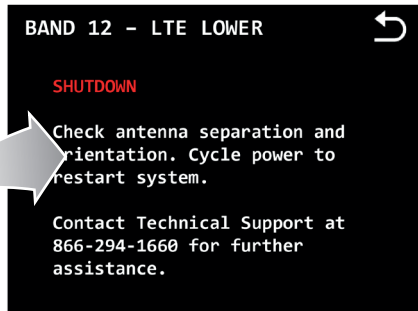 BAND 12 – LTE LOWER
SHUTDOWN
Check antenna separation and
orientation. Cycle power to
restart system.
Contact Technical Support at
866-294-1660 for further
assistance.